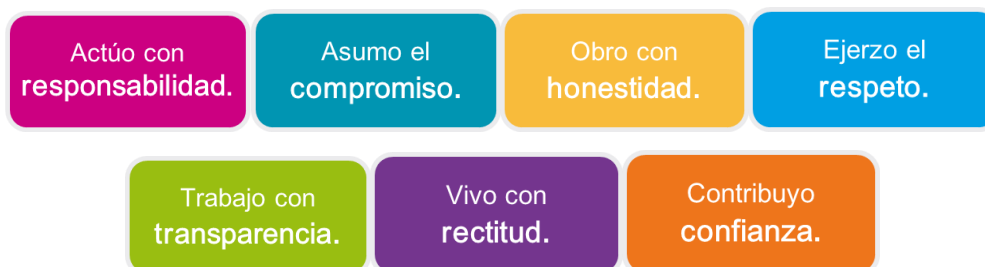 Actúo con
responsabilidad.
Asumo el
compromiso.
Obro con
honestidad.
Ejerzo el
respeto.
Trabajo con
transparencia.
Vivo con
rectitud.
Contribuyo
confianza.